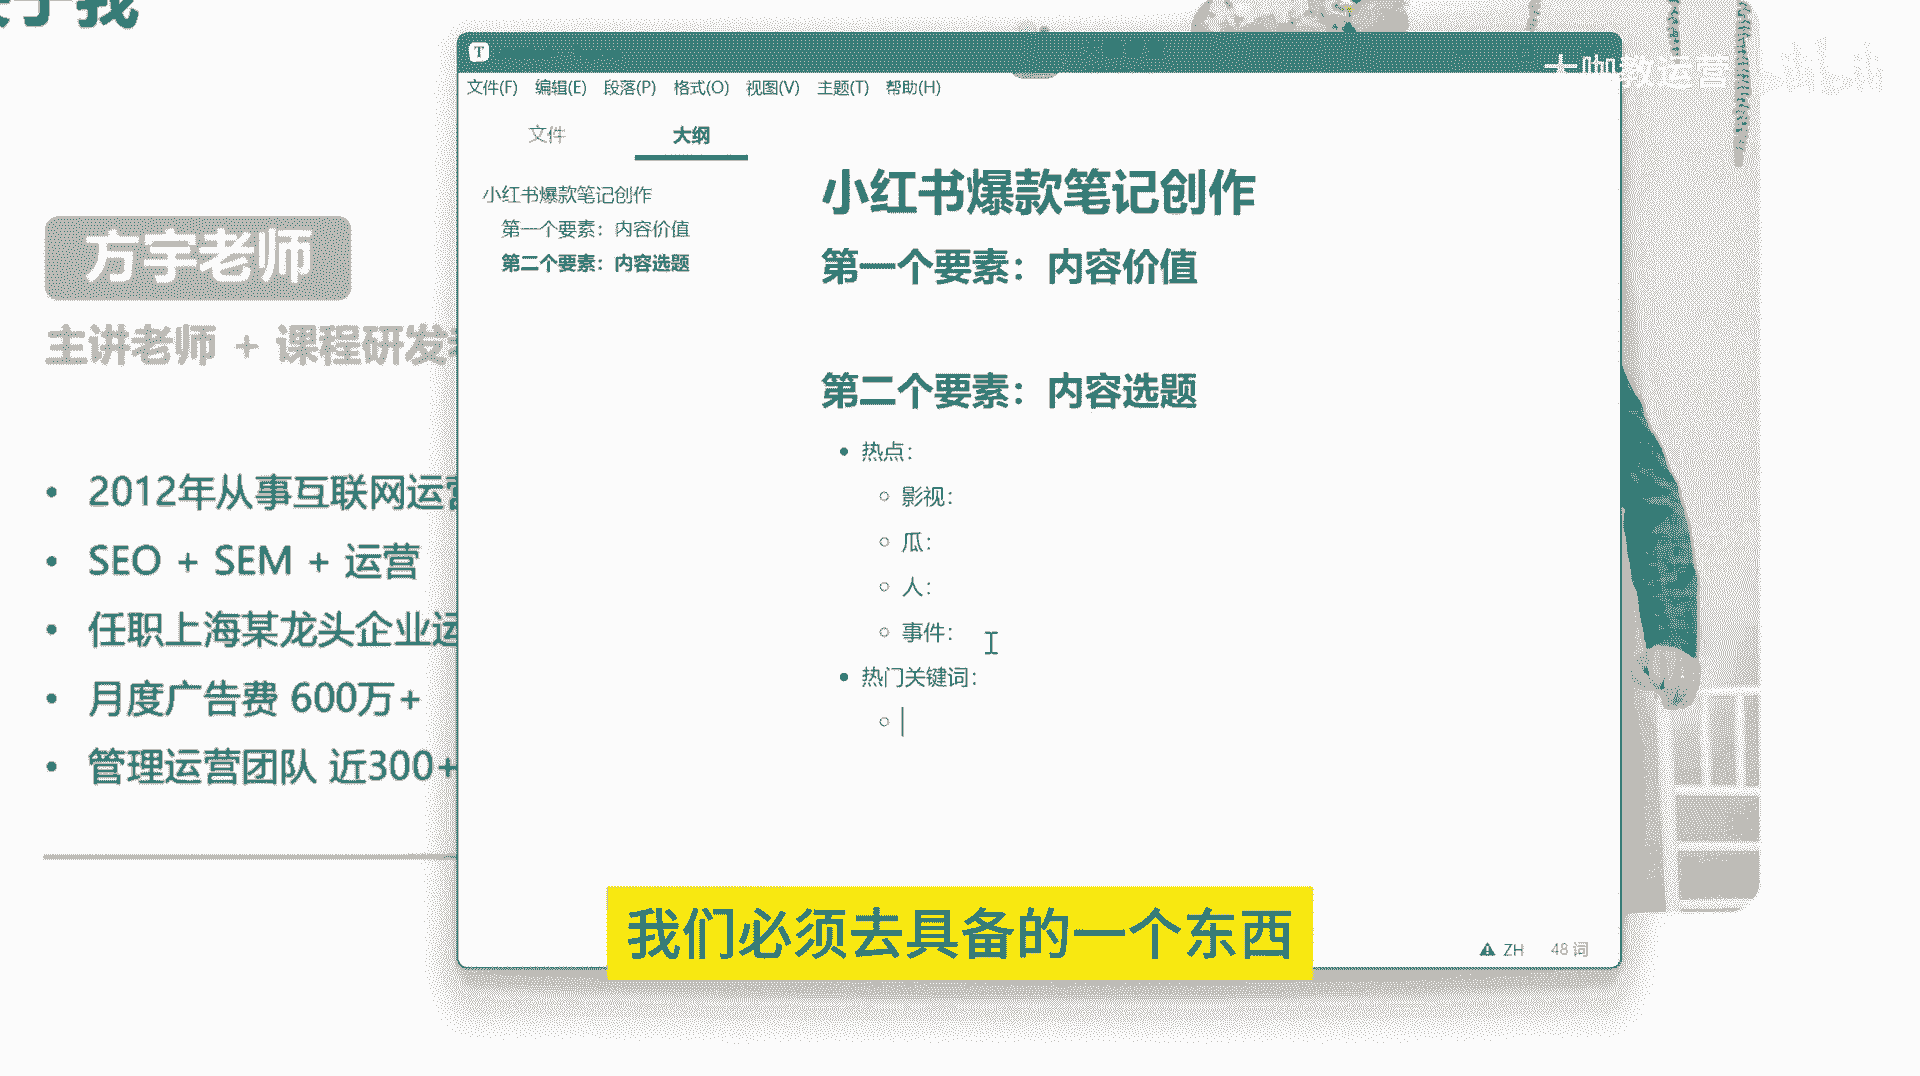 于我
方宇老师
主讲老师 + 课程研发
2012年从事互联网运营
SEO + SEM + 运营
任职上海某龙头企业运
月度广告费 600万+
管理运营团队 近300+
T
文件(F) 编辑(E) 段落(P) 格式(O) 视图(V) 主题(T) 帮助(H)
文件 大纲
小红书爆款笔记创作
第一个要素：内容价值
第二个要素：内容选题
小红书爆款笔记创作
第一个要素：内容价值
第二个要素：内容选题
热点：
影视：
瓜：
人：
事件：
热门关键词：
ZH 48 词
大咖教运营 bilibili
我们必须去具备的一个东西